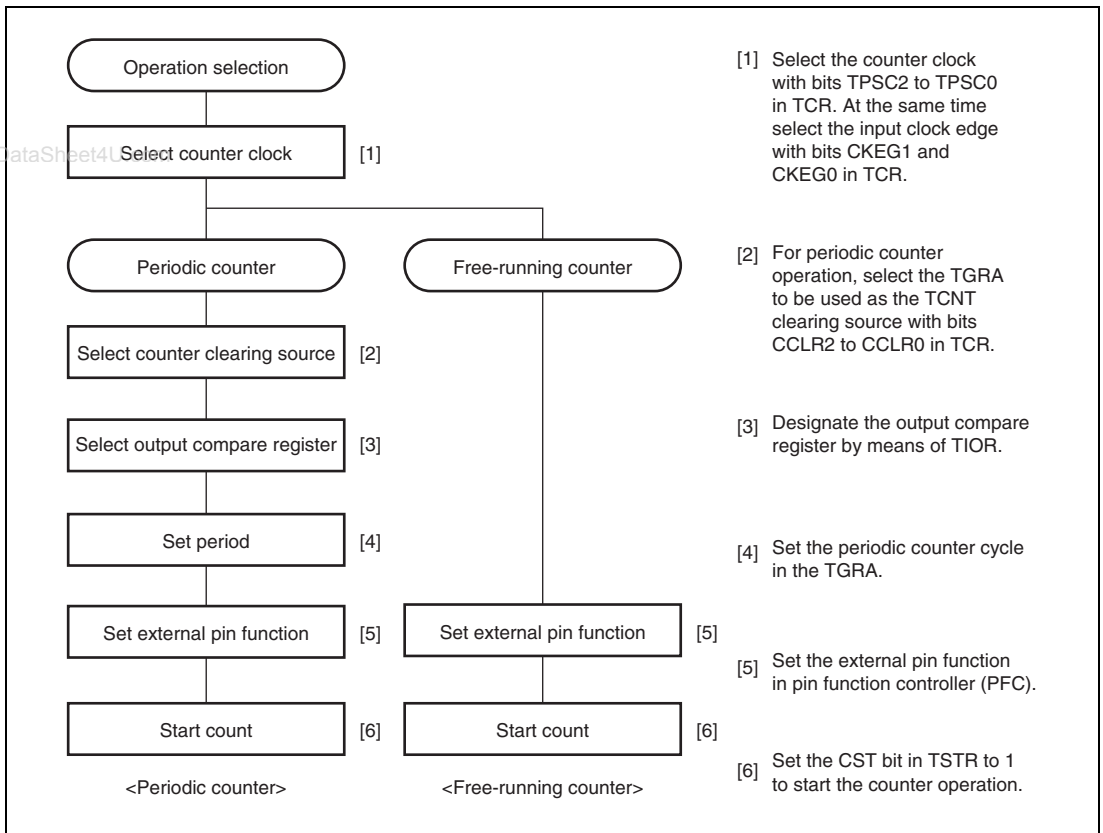 Operation selection
DataSheet4U.com
Select counter clock [1]
Periodic counter
Free-running counter
Select counter clearing source [2]
Select output compare register [3]
Set period [4]
Set external pin function [5]
Set external pin function [5]
Start count [6]
Start count [6]
<Periodic counter>
<Free-running counter>
[1] Select the counter clock
with bits TPSC2 to TPSC0
in TCR. At the same time
select the input clock edge
with bits CKEG1 and
CKEG0 in TCR.
[2] For periodic counter
operation, select the TGRA
to be used as the TCNT
clearing source with bits
CCLR2 to CCLR0 in TCR.
[3] Designate the output compare
register by means of TIOR.
[4] Set the periodic counter cycle
in the TGRA.
[5] Set the external pin function
in pin function controller (PFC).
[6] Set the CST bit in TSTR to 1
to start the counter operation.